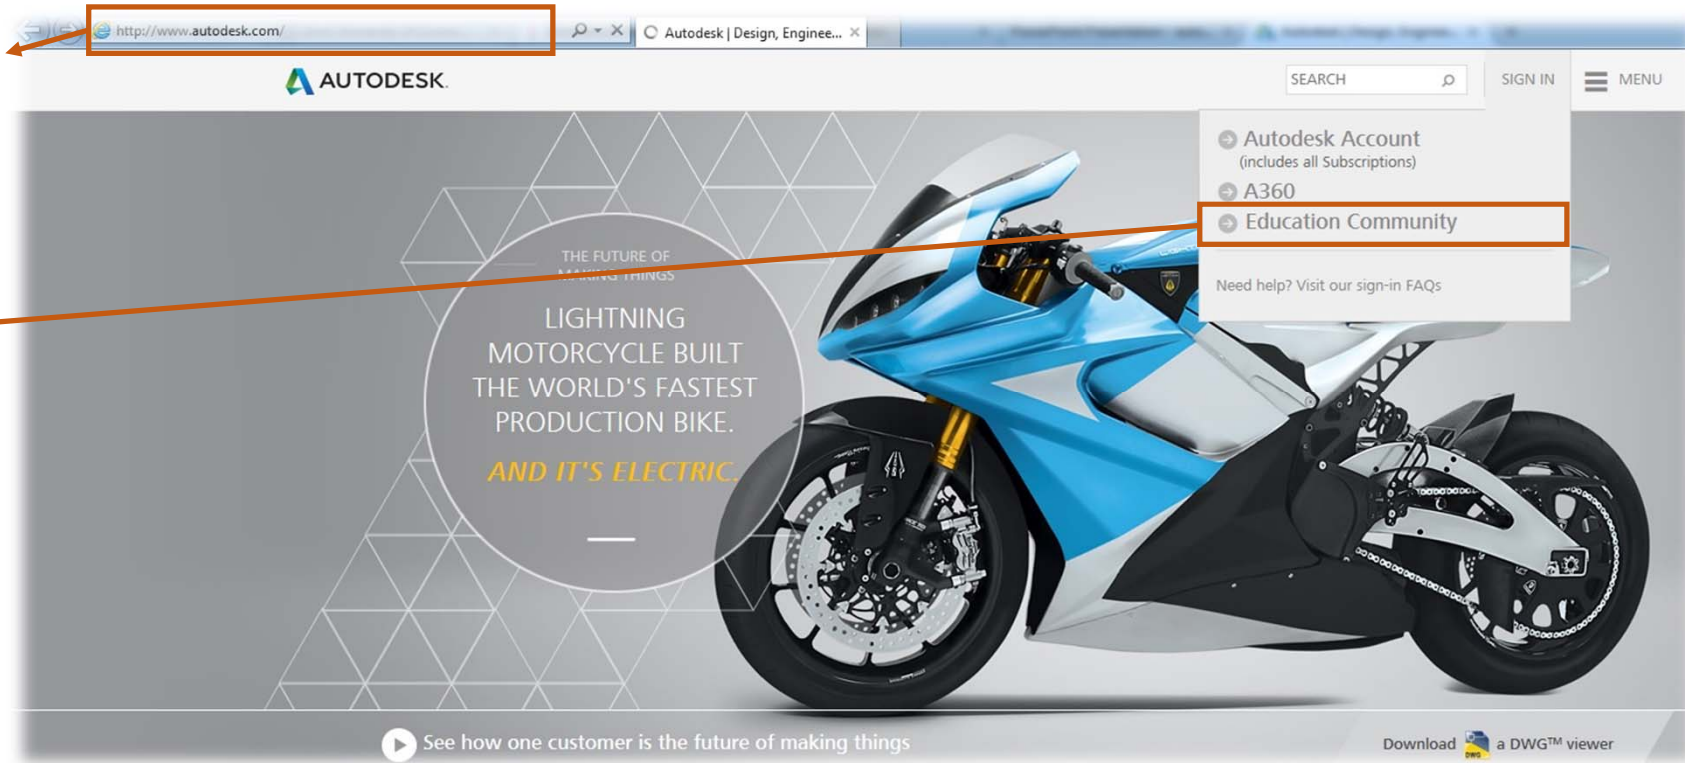 http://www.autodesk.com/
Autodesk | Design, Enginee...
AUTODESK.
SEARCH
SIGN IN
MENU
Autodesk Account
(includes all Subscriptions)
A360
Education Community
Need help? Visit our sign-in FAQs
THE FUTURE OF
MAKING THINGS
LIGHTNING
MOTORCYCLE BUILT
THE WORLD'S FASTEST
PRODUCTION BIKE.
AND IT'S ELECTRIC.
See how one customer is the future of making things
Download a DWG™ viewer